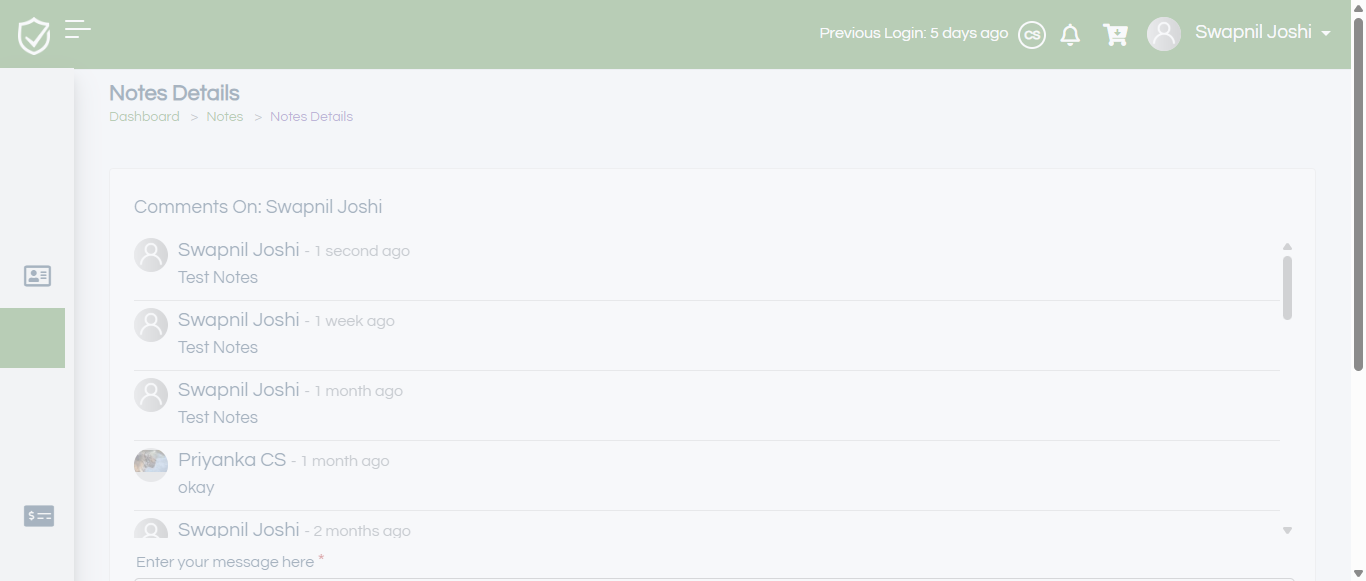 Previous Login: 5 days ago CS Swapnil Joshi
Notes Details
Dashboard > Notes > Notes Details
Comments On: Swapnil Joshi
Swapnil Joshi - 1 second ago
Test Notes
Swapnil Joshi - 1 week ago
Test Notes
Swapnil Joshi - 1 month ago
Test Notes
Priyanka CS - 1 month ago
okay
Swapnil Joshi - 2 months ago
Enter your message here *